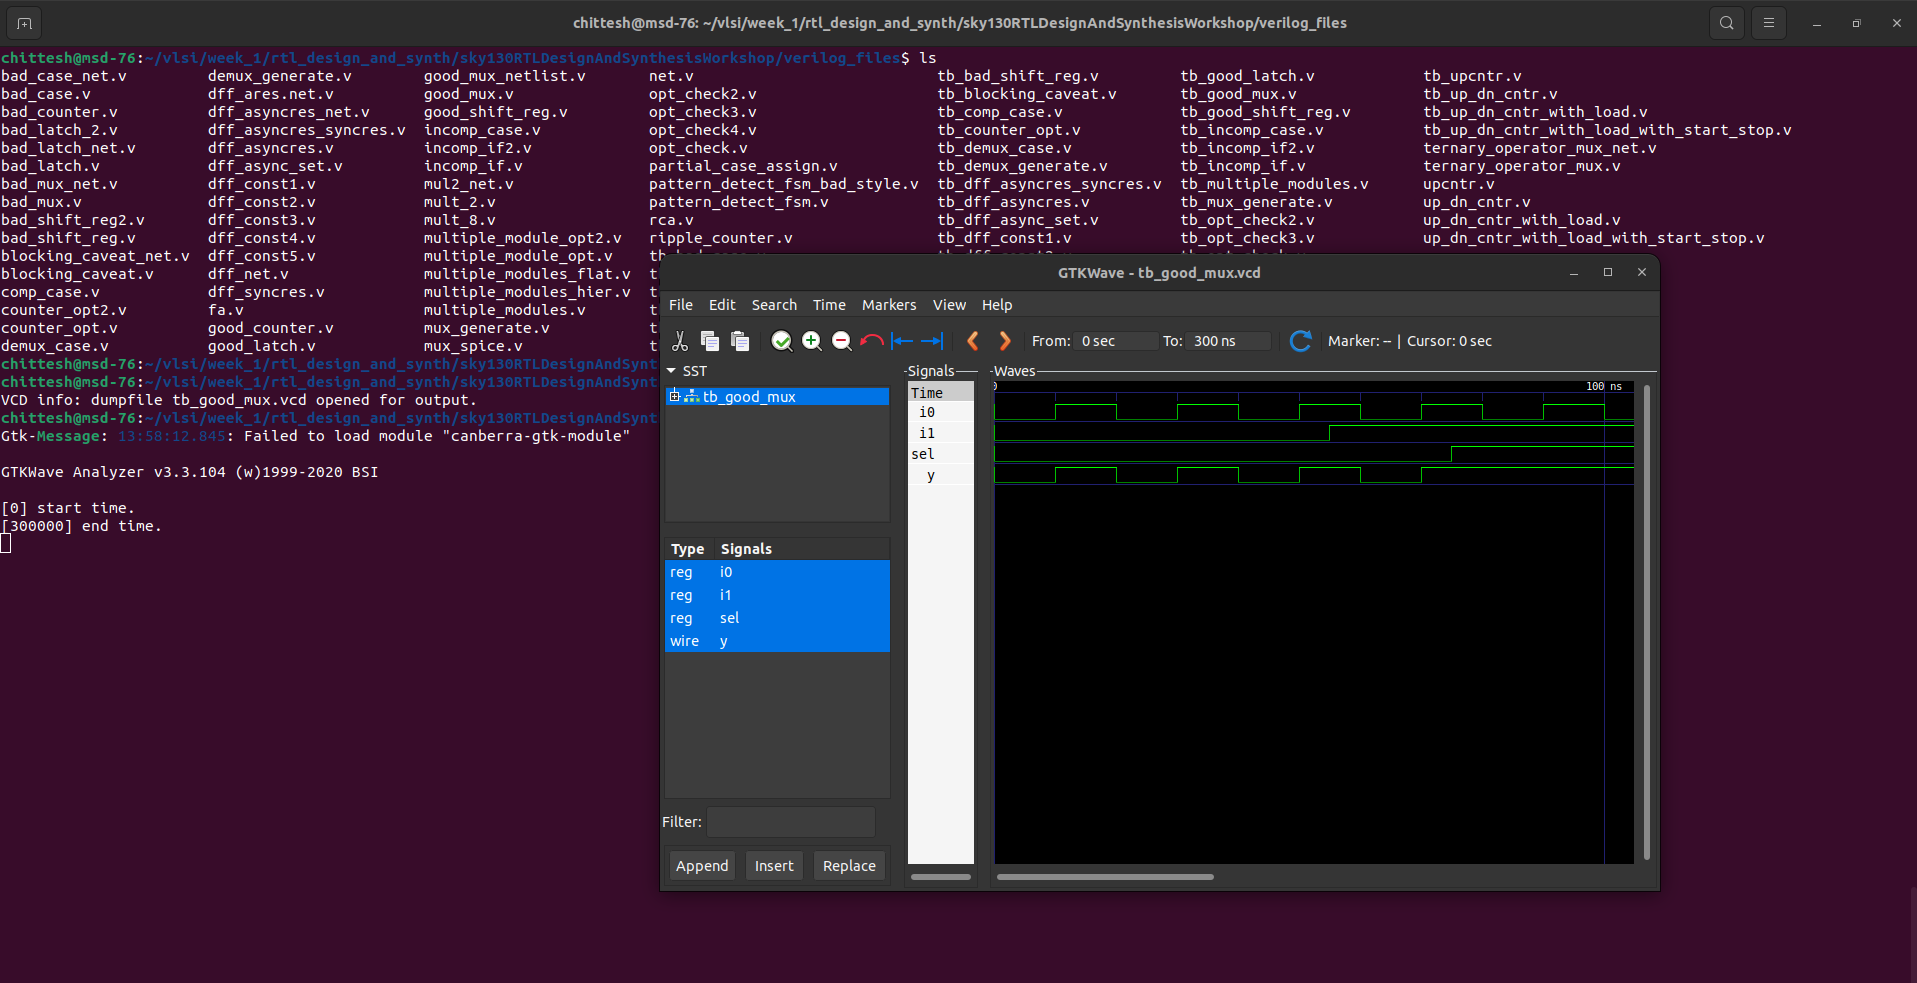 chittesh@msd-76: ~/vlsi/week_1/rtl_design_and_synth/sky130RTLDesignAndSynthesisWorkshop/verilog_files
chittesh@msd-76:~/vlsi/week_1/rtl_design_and_synth/sky130RTLDesignAndSynthesisWorkshop/verilog_files$ ls
bad_case_net.v demux_generate.v good_mux_netlist.v net.v tb_bad_shift_reg.v tb_good_latch.v tb_upcntr.v
bad_case.v dff_ares.net.v good_mux.v opt_check2.v tb_blocking_caveat.v tb_good_mux.v tb_up_dn_cntr.v
bad_counter.v dff_asyncres_net.v good_shift_reg.v opt_check3.v tb_comp_case.v tb_good_shift_reg.v tb_up_dn_cntr_with_load.v
bad_latch_2.v dff_asyncres_syncres.v incomp_case.v opt_check4.v tb_counter_opt.v tb_incomp_case.v tb_up_dn_cntr_with_load_with_start_stop.v
bad_latch_net.v dff_asyncres.v incomp_if2.v opt_check.v tb_demux_case.v tb_incomp_if2.v ternary_operator_mux_net.v
bad_latch.v dff_async_set.v incomp_if.v partial_case_assign.v tb_demux_generate.v tb_incomp_if.v ternary_operator_mux.v
bad_mux_net.v dff_const1.v mul2_net.v pattern_detect_fsm_bad_style.v tb_dff_asyncres_syncres.v tb_multiple_modules.v upcntr.v
bad_mux.v dff_const2.v mult_2.v pattern_detect_fsm.v tb_dff_asyncres.v tb_mux_generate.v up_dn_cntr.v
bad_shift_reg2.v dff_const3.v mult_8.v rca.v tb_dff_async_set.v tb_opt_check2.v up_dn_cntr_with_load.v
bad_shift_reg.v dff_const4.v multiple_module_opt2.v ripple_counter.v tb_dff_const1.v tb_opt_check3.v up_dn_cntr_with_load_with_start_stop.v
blocking_caveat_net.v dff_const5.v multiple_module_opt.v
blocking_caveat.v dff_net.v multiple_modules_flat.v
comp_case.v dff_syncres.v multiple_modules_hier.v
counter_opt2.v fa.v multiple_modules.v
counter_opt.v good_counter.v mux_generate.v
demux_case.v good_latch.v mux_spice.v
chittesh@msd-76:~/vlsi/week_1/rtl_design_and_synth/sky130RTLDesignAndSynt
chittesh@msd-76:~/vlsi/week_1/rtl_design_and_synth/sky130RTLDesignAndSynt
VCD info: dumpfile tb_good_mux.vcd opened for output.
chittesh@msd-76:~/vlsi/week_1/rtl_design_and_synth/sky130RTLDesignAndSynt
Gtk-Message: 13:58:12.845: Failed to load module "canberra-gtk-module"
GTKWave Analyzer v3.3.104 (w)1999-2020 BSI
[0] start time.
[300000] end time.
GTKWave - tb_good_mux.vcd
File Edit Search Time Markers View Help
From: 0 sec To: 300 ns Marker: -- | Cursor: 0 sec
SST
tb_good_mux
Type Signals
reg i0
reg i1
reg sel
wire y
Filter:
Append Insert Replace
Signals
Time
i0
i1
sel
y
Waves
0 100 ns